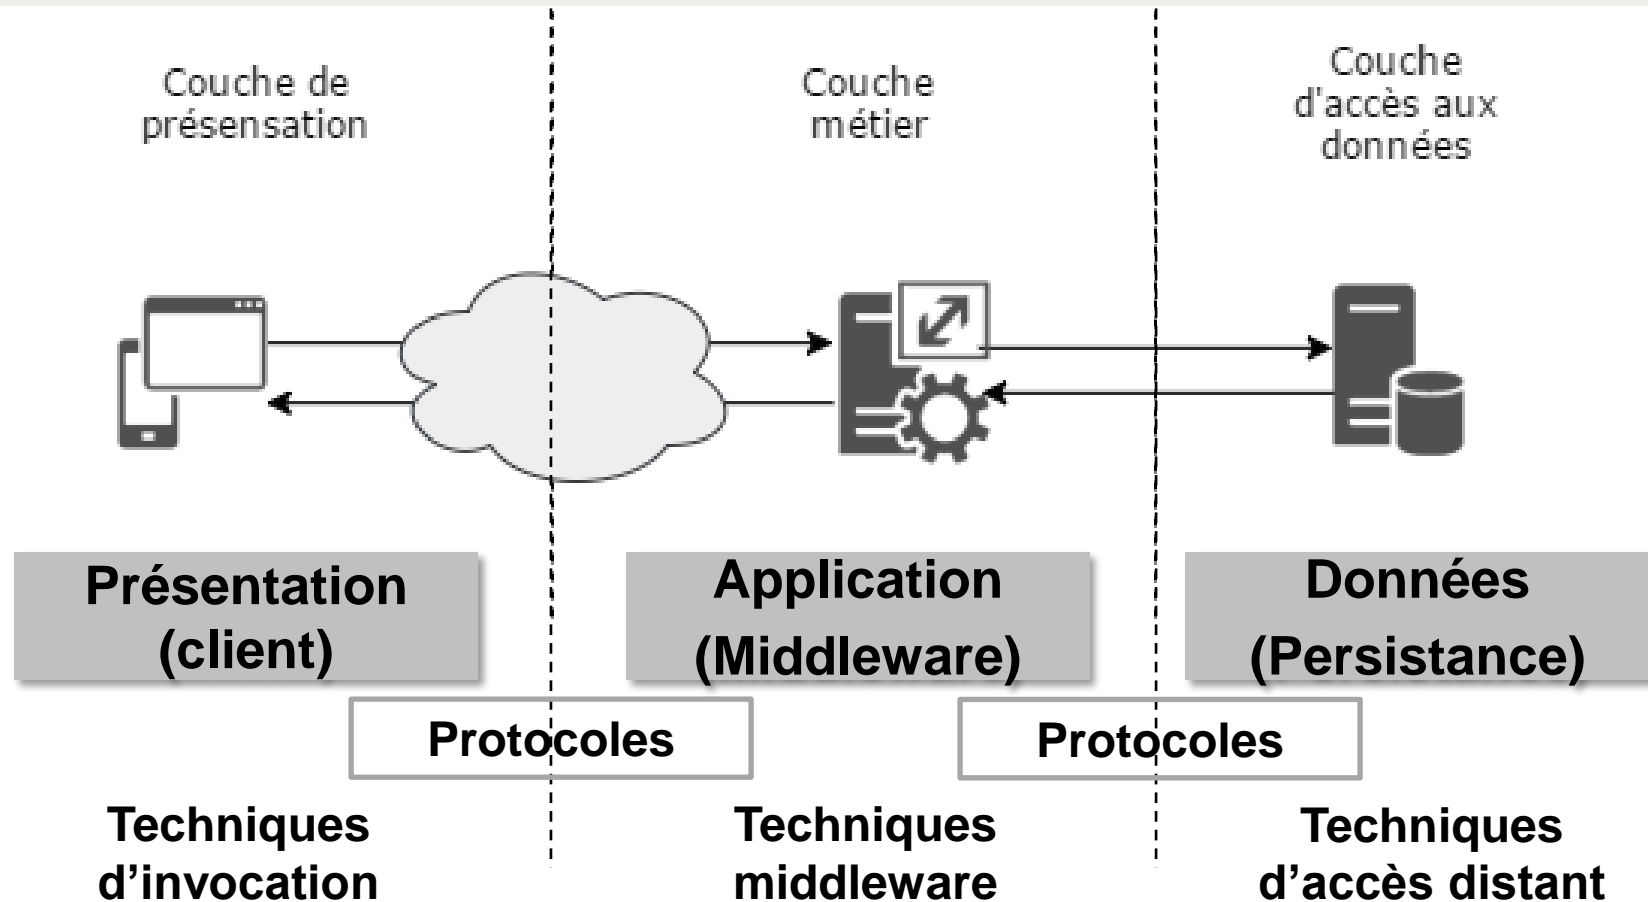 Couche de
présensation
Couche
métier
Couche
d'accès aux
données
Présentation
(client)
Application
(Middleware)
Données
(Persistance)
Protocoles
Protocoles
Techniques
d’invocation
Techniques
middleware
Techniques
d’accès distant